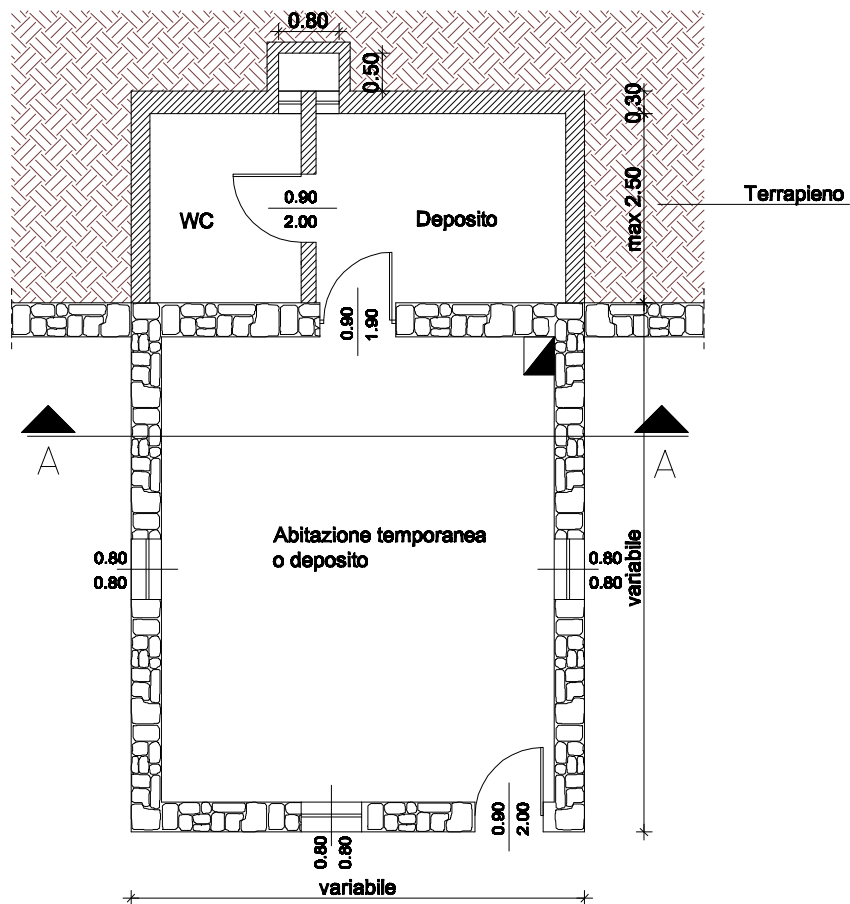 0.80
0.50
0.30
max 2.50
Terrapieno
WC
0.90
2.00
Deposito
0.90
1.90
A
A
Abitazione temporanea
o deposito
0.80
0.80
0.80
0.80
variabile
0.90
2.00
0.80
0.80
variabile